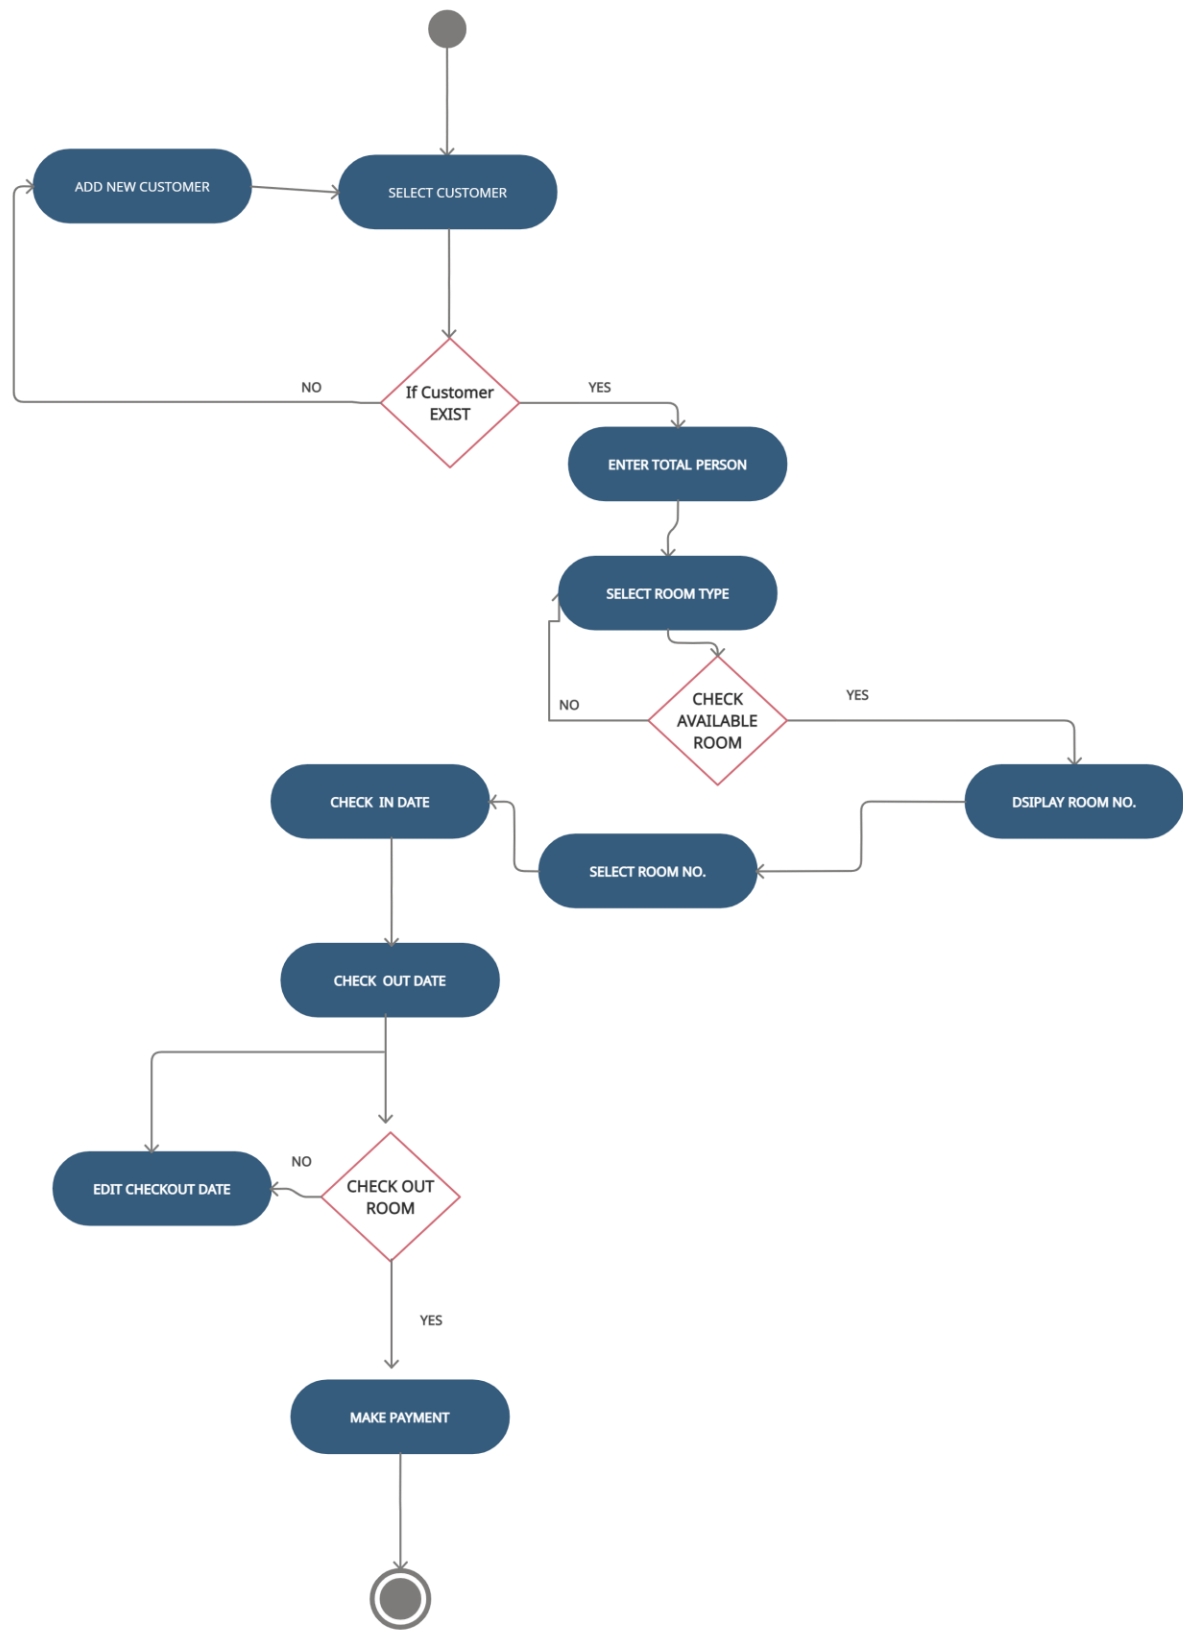 ADD NEW CUSTOMER
SELECT CUSTOMER
NO
If Customer
EXIST
YES
ENTER TOTAL PERSON
SELECT ROOM TYPE
NO
CHECK
AVAILABLE
ROOM
YES
CHECK IN DATE
DSIPLAY ROOM NO.
SELECT ROOM NO.
CHECK OUT DATE
NO
EDIT CHECKOUT DATE
CHECK OUT
ROOM
YES
MAKE PAYMENT